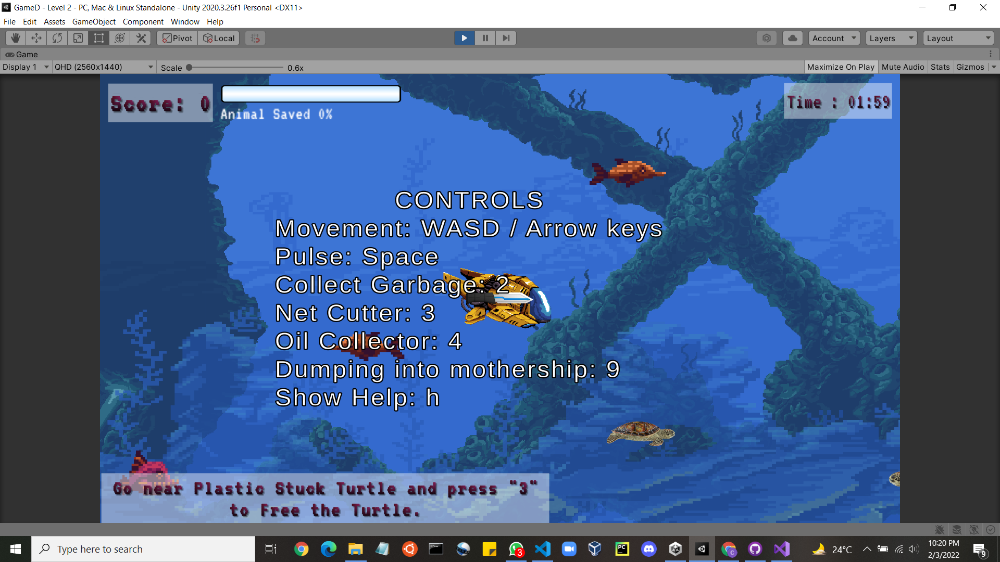 GameD - Level 2 - PC, Mac & Linux Standalone - Unity 2020.3.26f1 Personal <DX11>
File Edit Assets GameObject Component Window Help
Pivot Local Account Layers Layout
Game
Display 1 QHD (2560x1440) Scale 0.6x Maximize On Play Mute Audio Stats Gizmos
Score: 0
Animal Saved 0%
Time : 01:59
CONTROLS
Movement: WASD / Arrow keys
Pulse: Space
Collect Garbage: 2
Net Cutter: 3
Oil Collector: 4
Dumping into mothership: 9
Show Help: h
Go near Plastic Stuck Turtle and press "3"
to Free the Turtle.
Type here to search
3
PC
C
24°C
10:20 PM
2/3/2022
9